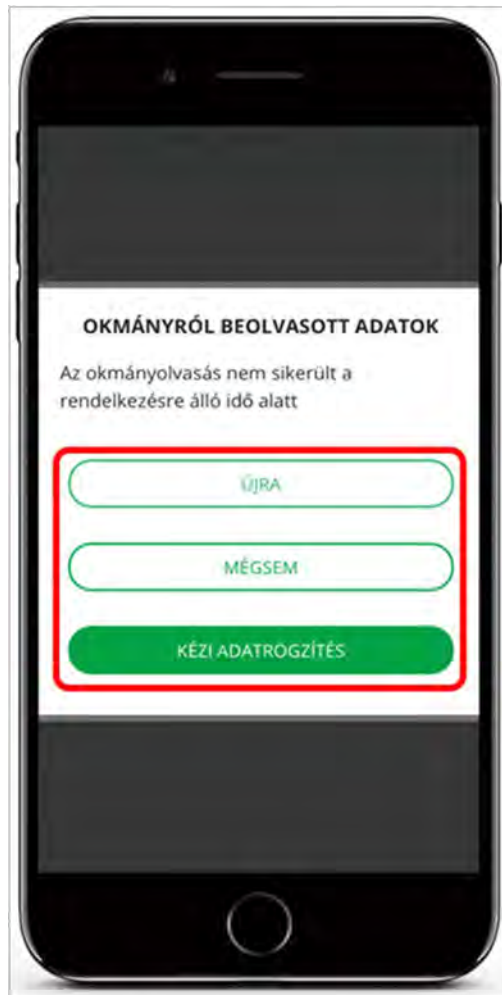 OKMÁNYRÓL BEOLVASOTT ADATOK
Az okmányolvasás nem sikerült a
rendelkezésre álló idő alatt
ÚJRA
MÉGSEM
KÉZI ADATRÖGZÍTÉS